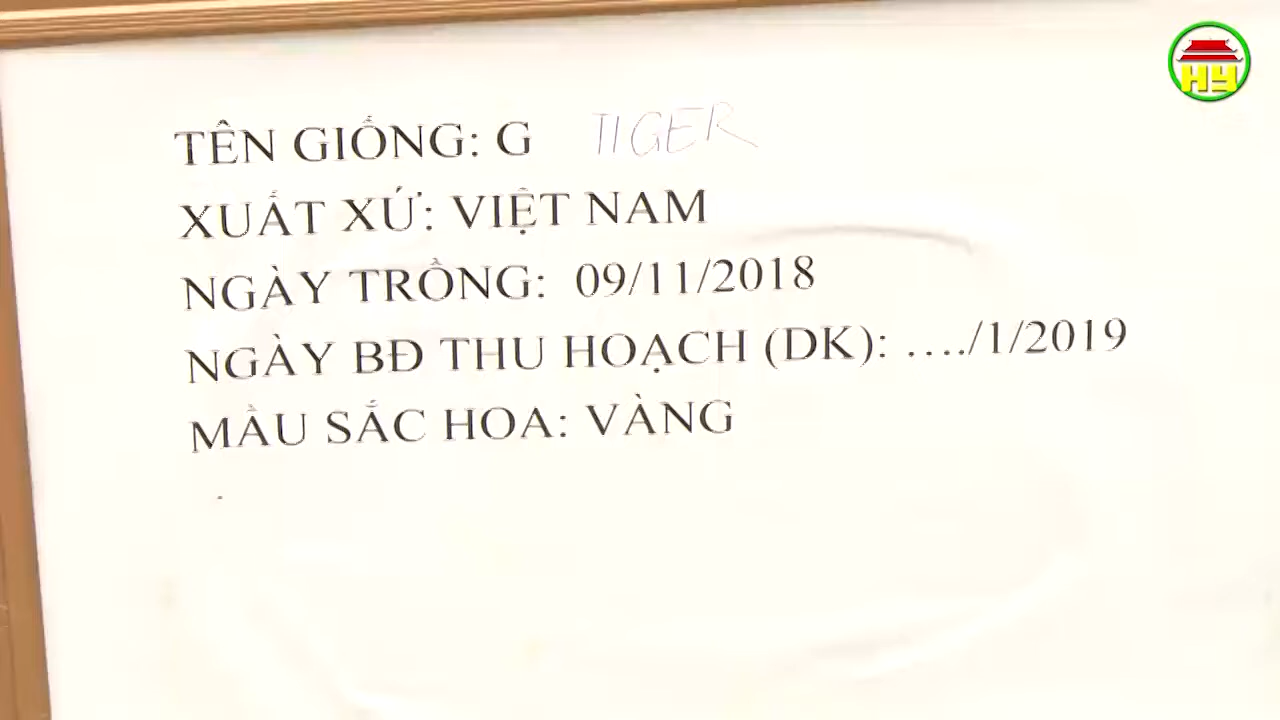 HY
TÊN GIỐNG: G TIGER
XUẤT XỨ: VIỆT NAM
NGÀY TRỒNG: 09/11/2018
NGÀY BĐ THU HOẠCH (DK): ..../1/2019
MẦU SẮC HOA: VÀNG